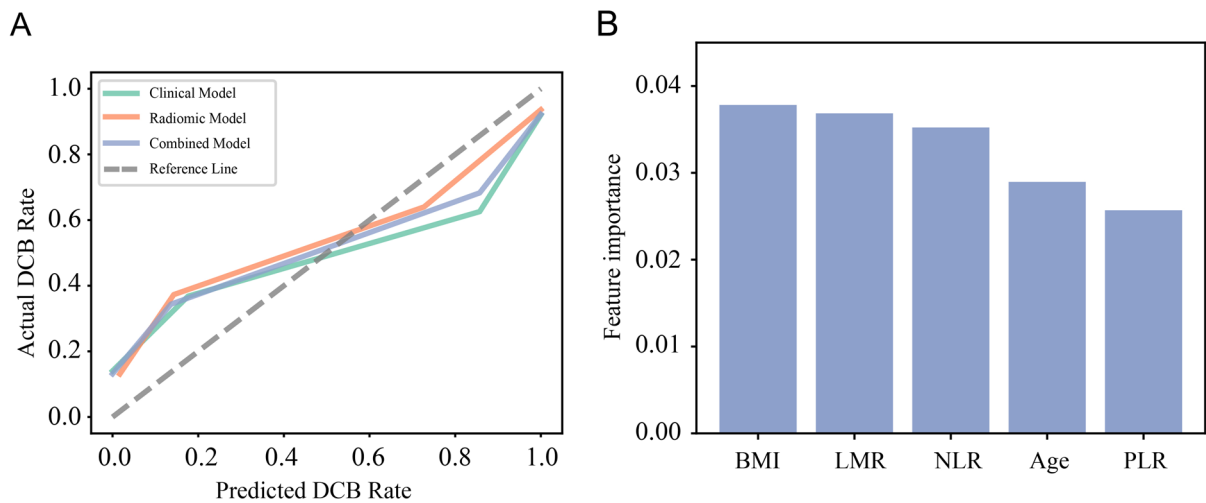 A
Actual DCB Rate
1.0
0.8
0.6
0.4
0.2
0.0
Clinical Model
Radiomic Model
Combined Model
Reference Line
0.0 0.2 0.4 0.6 0.8 1.0
Predicted DCB Rate
B
Feature importance
0.04
0.03
0.02
0.01
0.00
BMI LMR NLR Age PLR